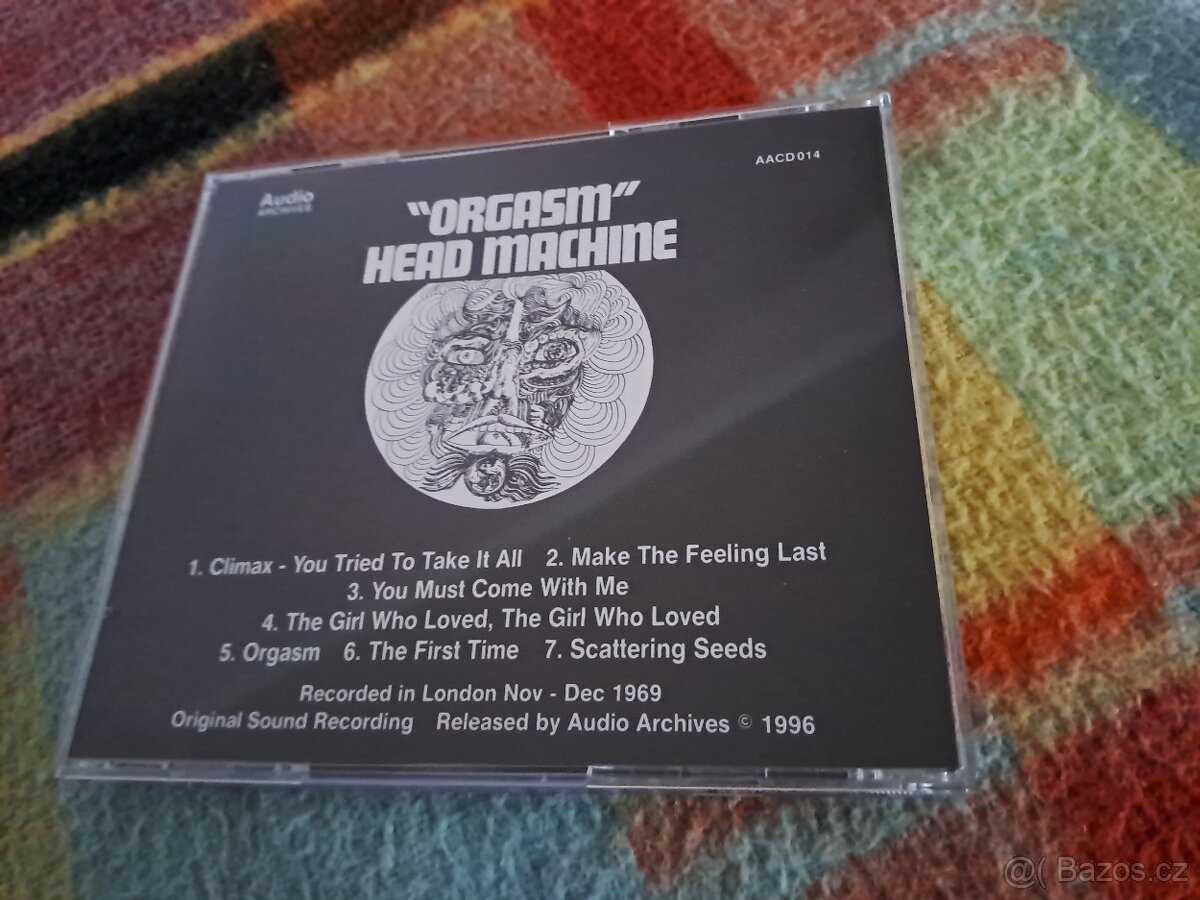 Audio
ARCHIVES
AACD014
"ORGASM"
HEAD MACHINE
1. Climax - You Tried To Take It All 2. Make The Feeling Last
3. You Must Come With Me
4. The Girl Who Loved, The Girl Who Loved
5. Orgasm 6. The First Time 7. Scattering Seeds
Recorded in London Nov - Dec 1969
Original Sound Recording Released by Audio Archives © 1996
@( Bazos.cz